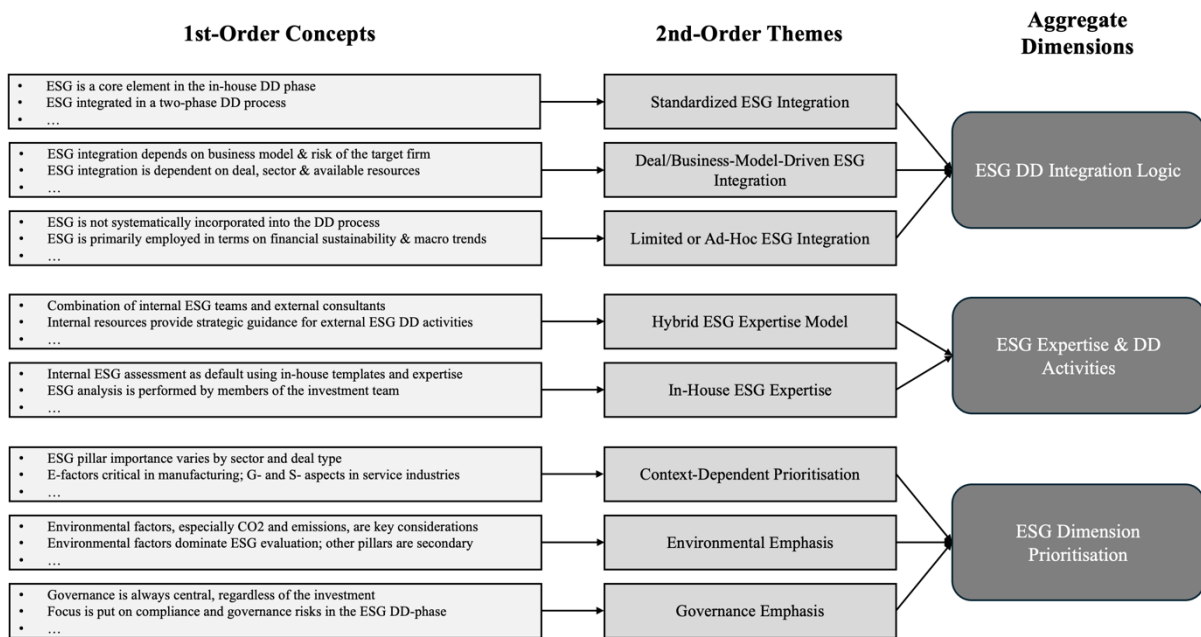 1st-Order Concepts
2nd-Order Themes
Aggregate
Dimensions
• ESG is a core element in the in-house DD phase
• ESG integrated in a two-phase DD process
• …
Standardized ESG Integration
• ESG integration depends on business model & risk of the target firm
• ESG integration is dependent on deal, sector & available resources
• …
Deal/Business-Model-Driven ESG
Integration
• ESG is not systematically incorporated into the DD process
• ESG is primarily employed in terms on financial sustainability & macro trends
• …
Limited or Ad-Hoc ESG Integration
ESG DD Integration Logic
• Combination of internal ESG teams and external consultants
• Internal resources provide strategic guidance for external ESG DD activities
• …
Hybrid ESG Expertise Model
• Internal ESG assessment as default using in-house templates and expertise
• ESG analysis is performed by members of the investment team
• …
In-House ESG Expertise
ESG Expertise & DD
Activities
• ESG pillar importance varies by sector and deal type
• E-factors critical in manufacturing; G- and S- aspects in service industries
• …
Context-Dependent Prioritisation
• Environmental factors, especially CO2 and emissions, are key considerations
• Environmental factors dominate ESG evaluation; other pillars are secondary
• …
Environmental Emphasis
• Governance is always central, regardless of the investment
• Focus is put on compliance and governance risks in the ESG DD-phase
• …
Governance Emphasis
ESG Dimension
Prioritisation